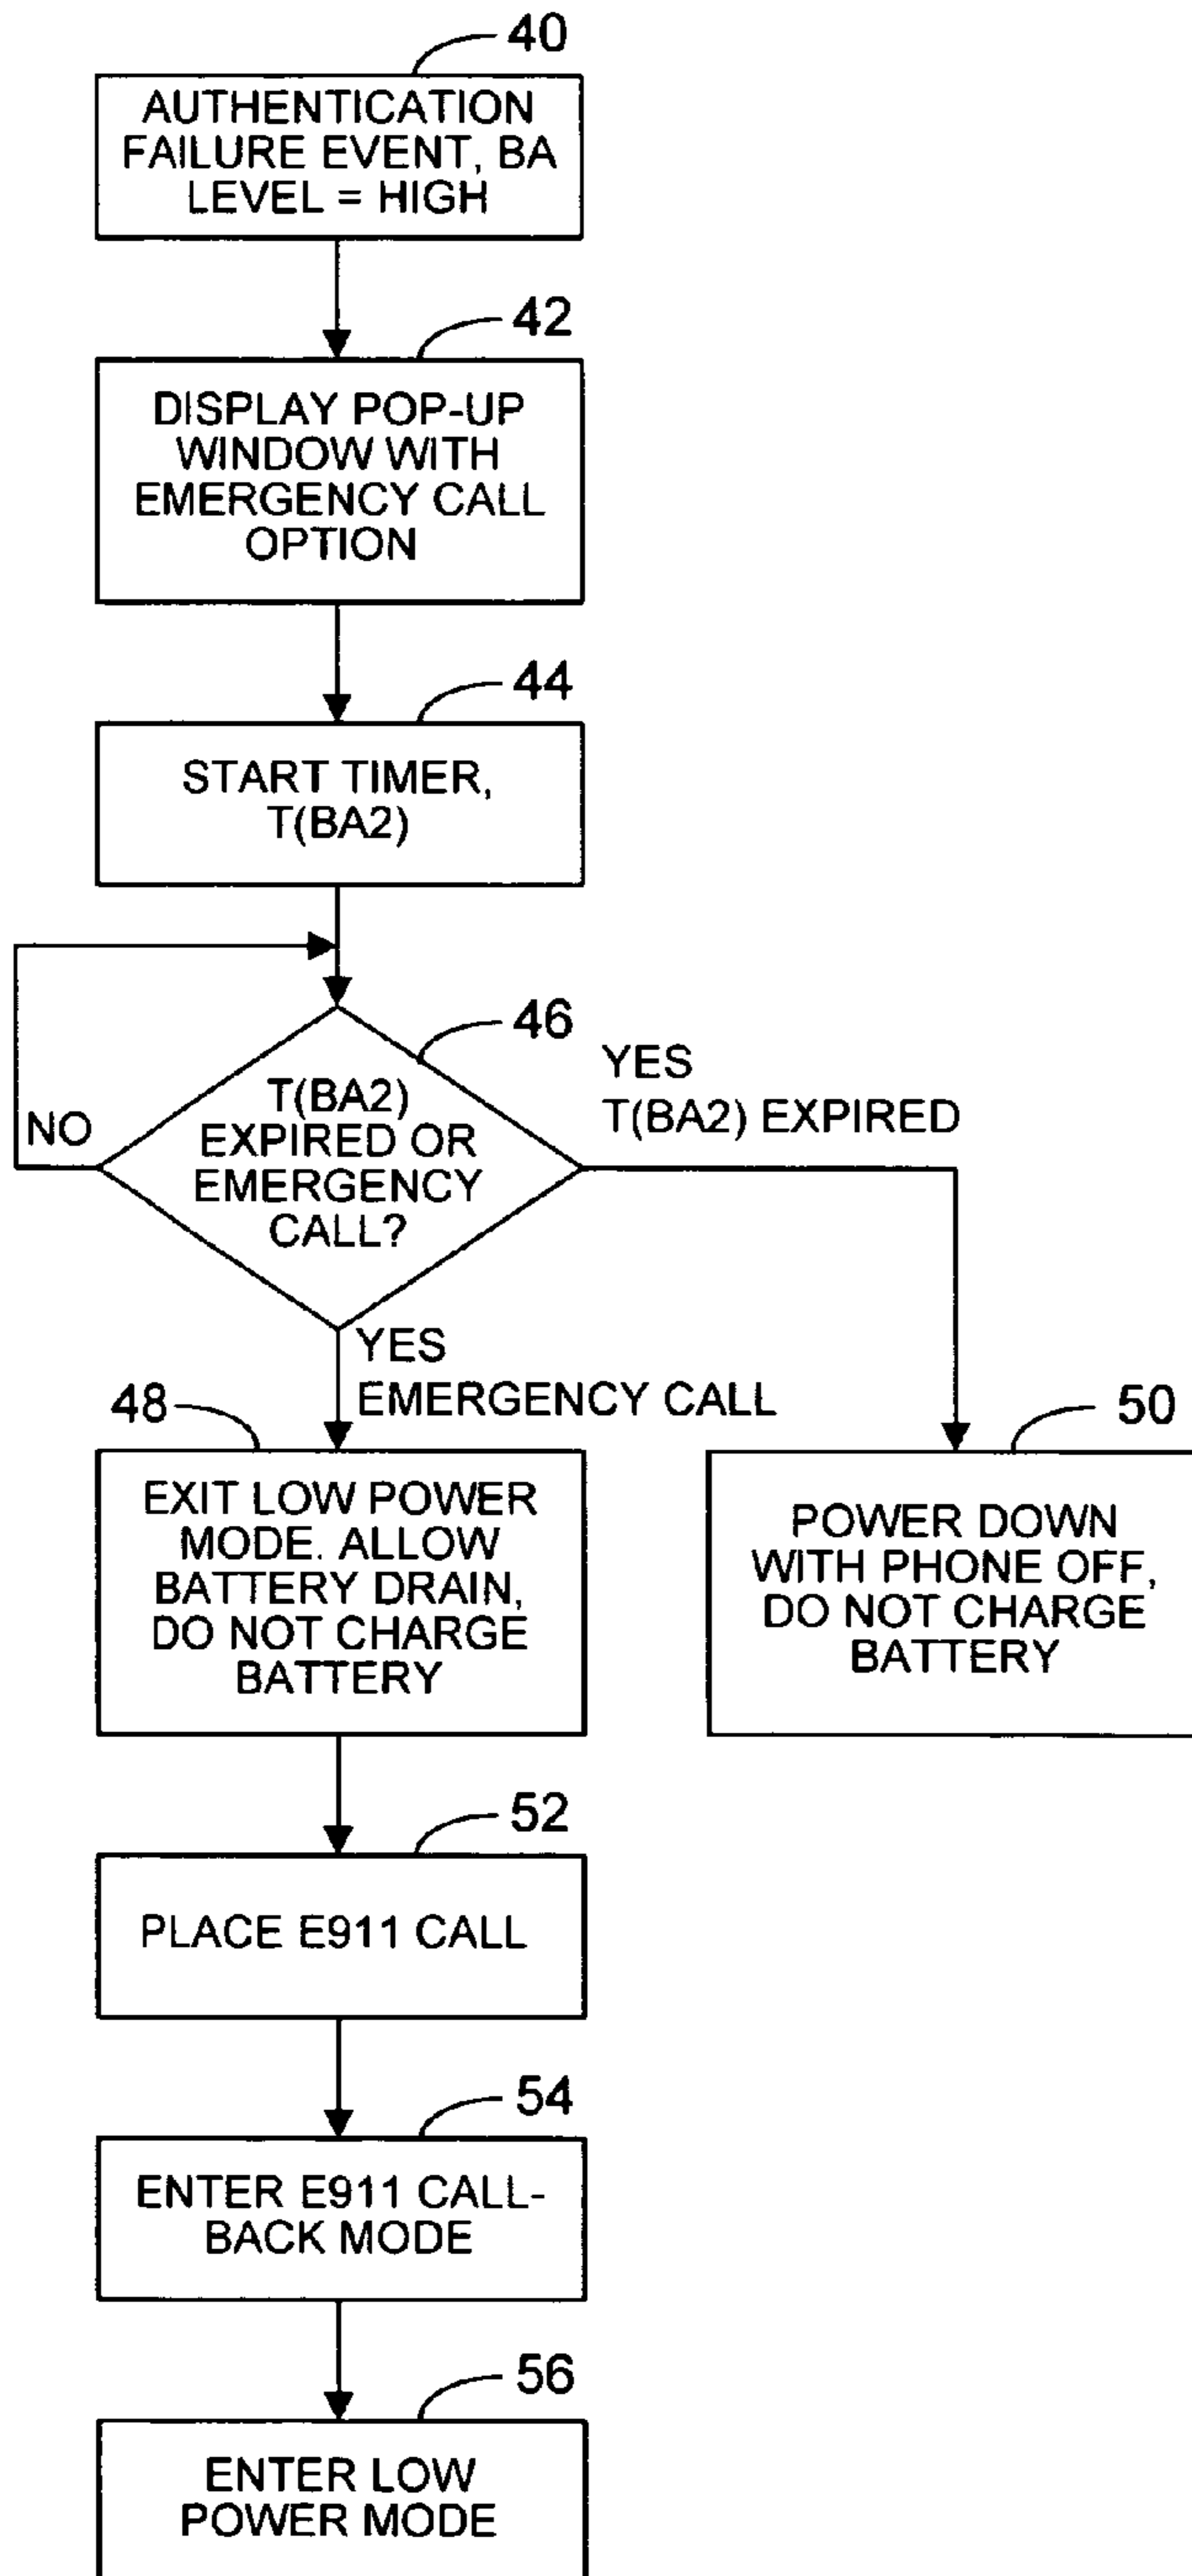 40
AUTHENTICATION
FAILURE EVENT, BA
LEVEL = HIGH
42
DISPLAY POP-UP
WINDOW WITH
EMERGENCY CALL
OPTION
44
START TIMER,
T(BA2)
46
T(BA2)
EXPIRED OR
EMERGENCY
CALL?
NO
YES
T(BA2) EXPIRED
YES
EMERGENCY CALL
48
EXIT LOW POWER
MODE. ALLOW
BATTERY DRAIN,
DO NOT CHARGE
BATTERY
50
POWER DOWN
WITH PHONE OFF,
DO NOT CHARGE
BATTERY
52
PLACE E911 CALL
54
ENTER E911 CALL-
BACK MODE
56
ENTER LOW
POWER MODE